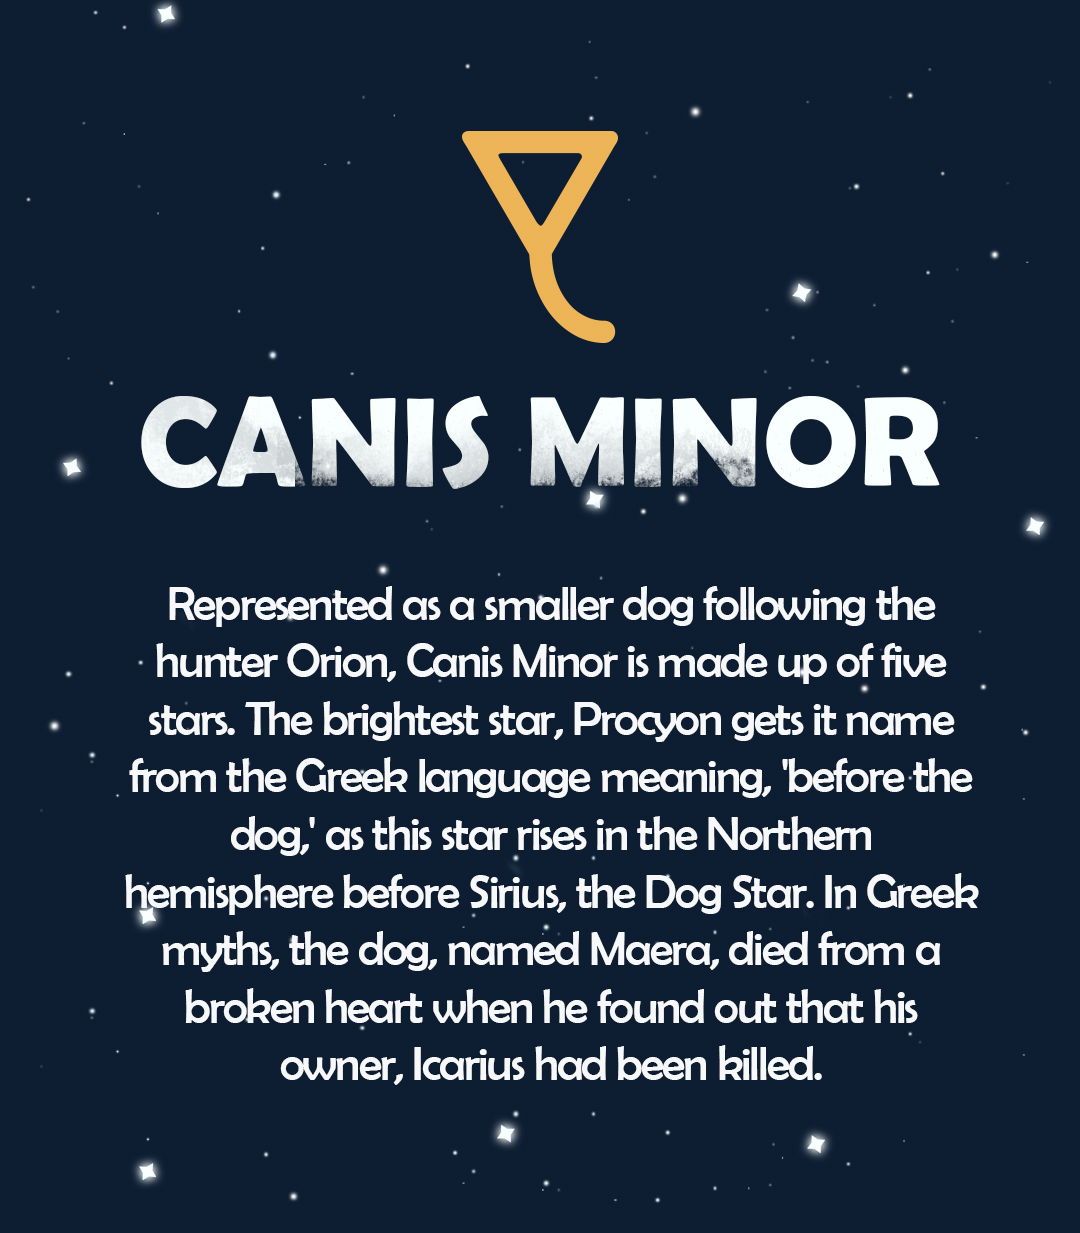 CANIS MINOR
Represented as a smaller dog following the
hunter Orion, Canis Minor is made up of five
stars. The brightest star, Procyon gets it name
from the Greek language meaning, 'before the
dog,' as this star rises in the Northern
hemisphere before Sirius, the Dog Star. In Greek
myths, the dog, named Maera, died from a
broken heart when he found out that his
owner, Icarius had been killed.